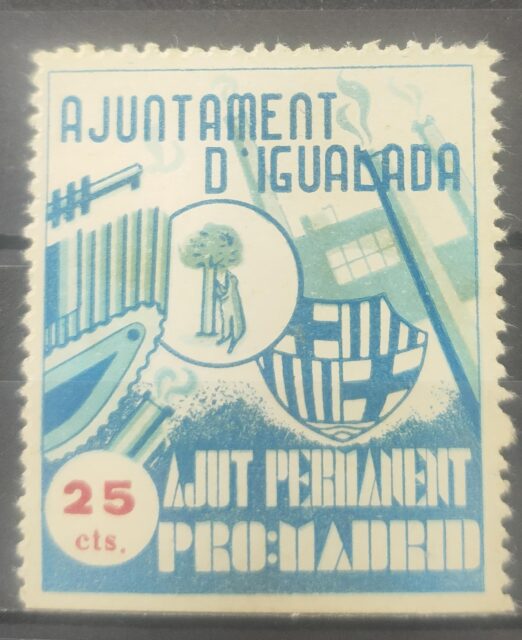 AJUNTAMENT
D'IGUALADA
25
cts.
AJUT PERMANENT
PRO:MADRID